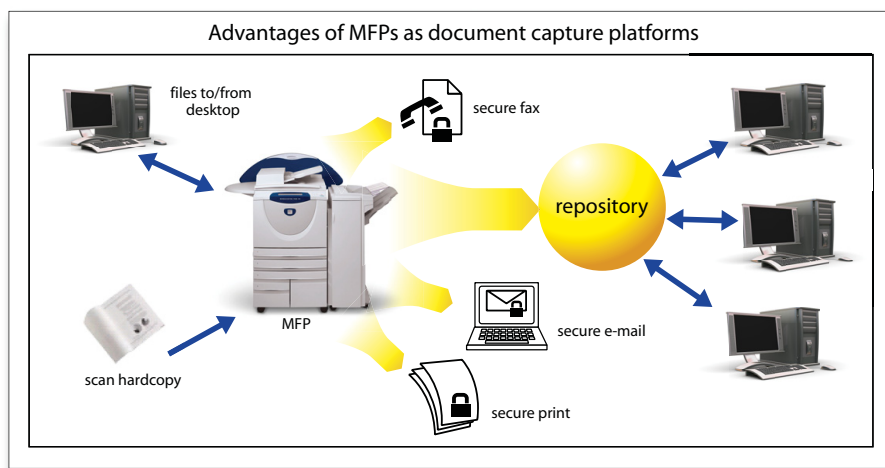 Advantages of MFPs as document capture platforms
files to/from
desktop
secure fax
repository
MFP
secure e-mail
scan hardcopy
secure print